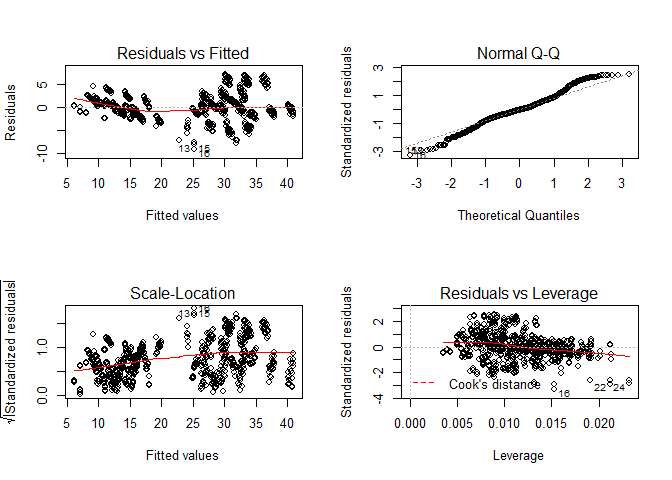 Residuals vs Fitted
Residuals
-10
0
5
13
15
16
5 10 15 20 25 30 35 40
Fitted values
Normal Q-Q
Standardized residuals
-3
-1
1
3
-3 -2 -1 0 1 2 3
Theoretical Quantiles
Scale-Location
√|Standardized residuals|
0.0
1.0
13
5 10 15 20 25 30 35 40
Fitted values
Residuals vs Leverage
Standardized residuals
-4
-2
0
2
Cook's distance
16
22
24
0.000 0.005 0.010 0.015 0.020
Leverage